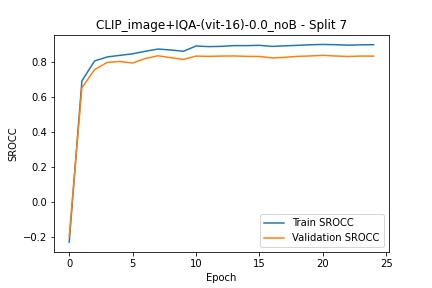 CLIP_image+IQA-(vit-16)-0.0_noB - Split 7
SROCC
0.8
0.6
0.4
0.2
0.0
−0.2
Train SROCC
Validation SROCC
0 5 10 15 20 25
Epoch